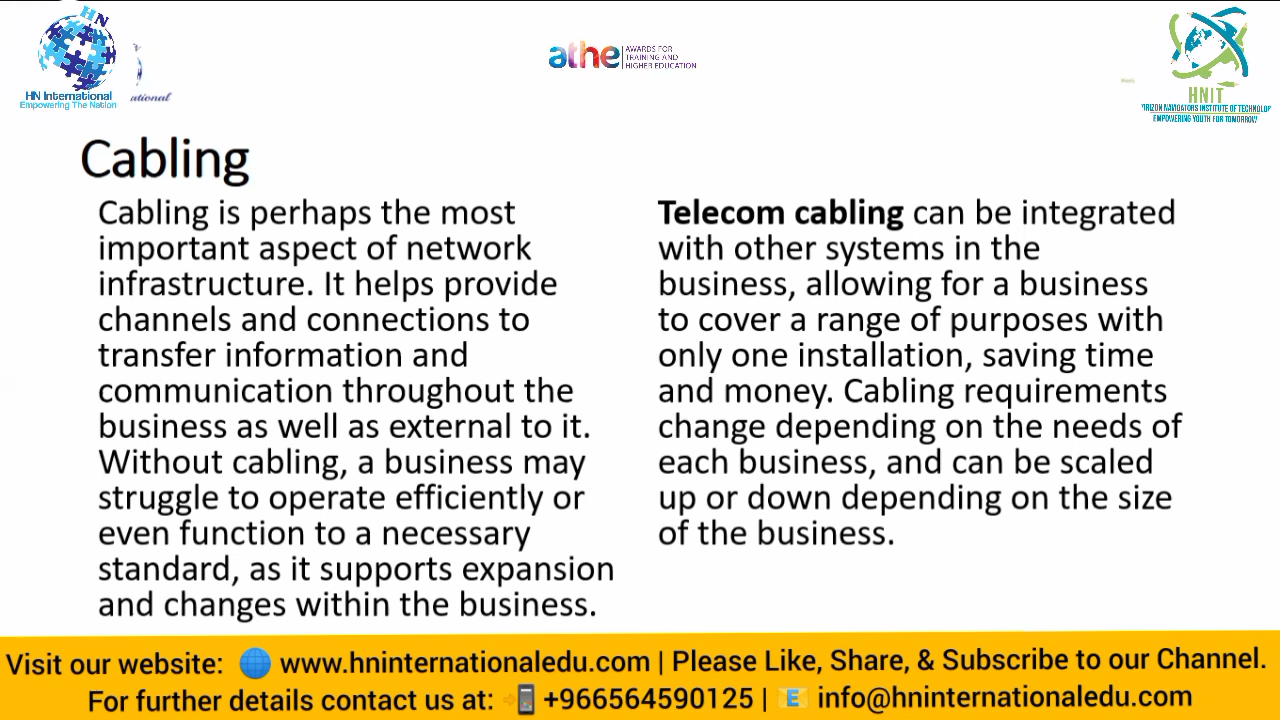 HN
HN International
Empowering The Nation
ational
athe
AWARDS FOR
TRAINING AND
HIGHER EDUCATION
HNIT
EMPOWERING YOUTH FOR TOMORROW
Cabling
Cabling is perhaps the most
important aspect of network
infrastructure. It helps provide
channels and connections to
transfer information and
communication throughout the
business as well as external to it.
Without cabling, a business may
struggle to operate efficiently or
even function to a necessary
standard, as it supports expansion
and changes within the business.
Telecom cabling can be integrated
with other systems in the
business, allowing for a business
to cover a range of purposes with
only one installation, saving time
and money. Cabling requirements
change depending on the needs of
each business, and can be scaled
up or down depending on the size
of the business.
Visit our website: 🌐 www.hninternationaledu.com | Please Like, Share, & Subscribe to our Channel.
For further details contact us at: 📲 +966564590125 | 📧 info@hninternationaledu.com